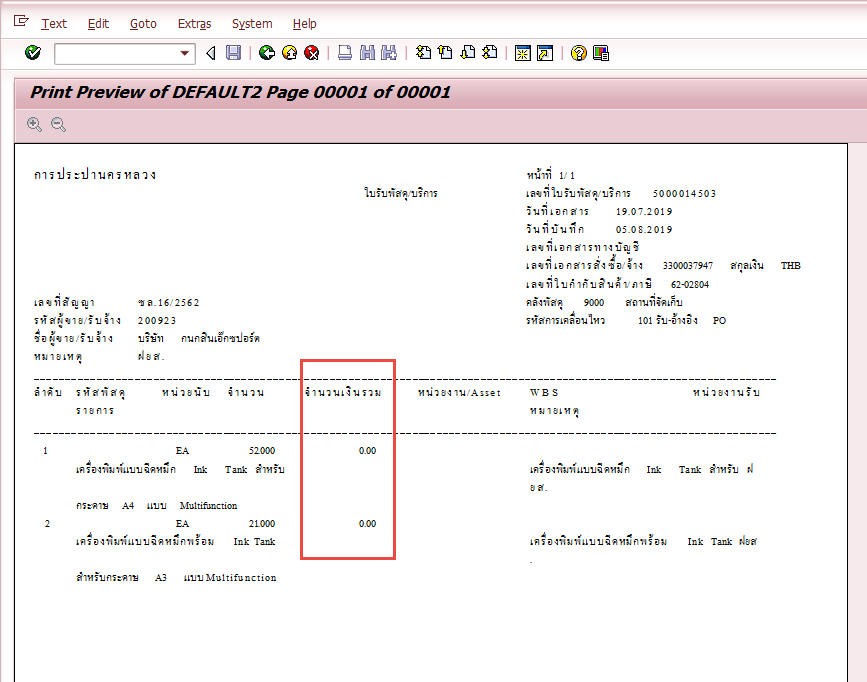 Text Edit Goto Extras System Help
Print Preview of DEFAULT2 Page 00001 of 00001
การประปานครหลวง
หน้าที่ 1/ 1
ใบรับพัสดุ/บริการ
เลขที่ใบรับพัสดุ/บริการ 5000014503
วันที่เอกสาร 19.07.2019
วันที่บันทึก 05.08.2019
เลขที่เอกสารทางบัญชี
เลขที่เอกสารสั่งซื้อ/จ้าง 3300037947 สกุลเงิน THB
เลขที่ใบกำกับสินค้า/ภาษี 62-02804
เลขที่สัญญา ซล.16/2562
คลังพัสดุ 9000 สถานที่จัดเก็บ
รหัสผู้ขาย/รับจ้าง 200923
รหัสการเคลื่อนไหว 101 รับ-อ้างอิง PO
ชื่อผู้ขาย/รับจ้าง บริษัท กนกสินเอ๊กซปอร์ต
หมายเหตุ ฝยส.
ลำดับ รหัสพัสดุ หน่วยนับ จำนวน จำนวนเงินรวม หน่วยงาน/Asset WBS หน่วยงานรับ
รายการ หมายเหตุ
1 EA 52.000 0.00
เครื่องพิมพ์แบบฉีดหมึก Ink Tank สำหรับ เครื่องพิมพ์แบบฉีดหมึก Ink Tank สำหรับ ฝ
ยส.
กระดาษ A4 แบบ Multifunction
2 EA 21.000 0.00
เครื่องพิมพ์แบบฉีดหมึกพร้อม Ink Tank เครื่องพิมพ์แบบฉีดหมึกพร้อม Ink Tank ฝยส
.
สำหรับกระดาษ A3 แบบ Multifunction